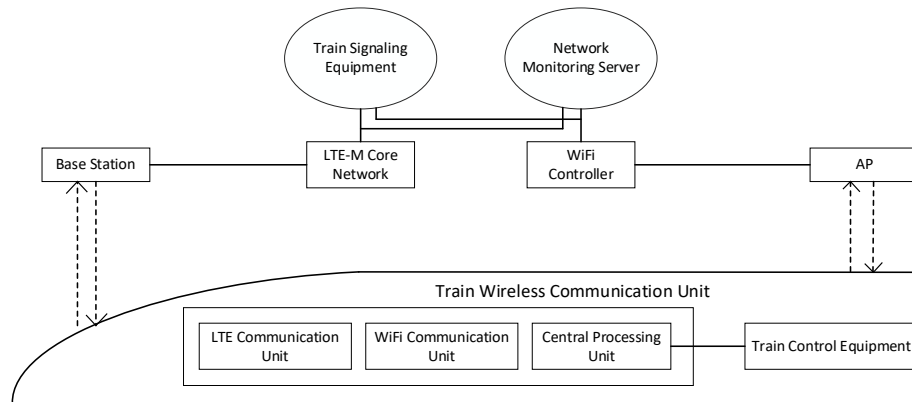 Train Signaling
Equipment
Network
Monitoring Server
Base Station
LTE-M Core
Network
WiFi
Controller
AP
Train Wireless Communication Unit
LTE Communication
Unit
WiFi Communication
Unit
Central Processing
Unit
Train Control Equipment